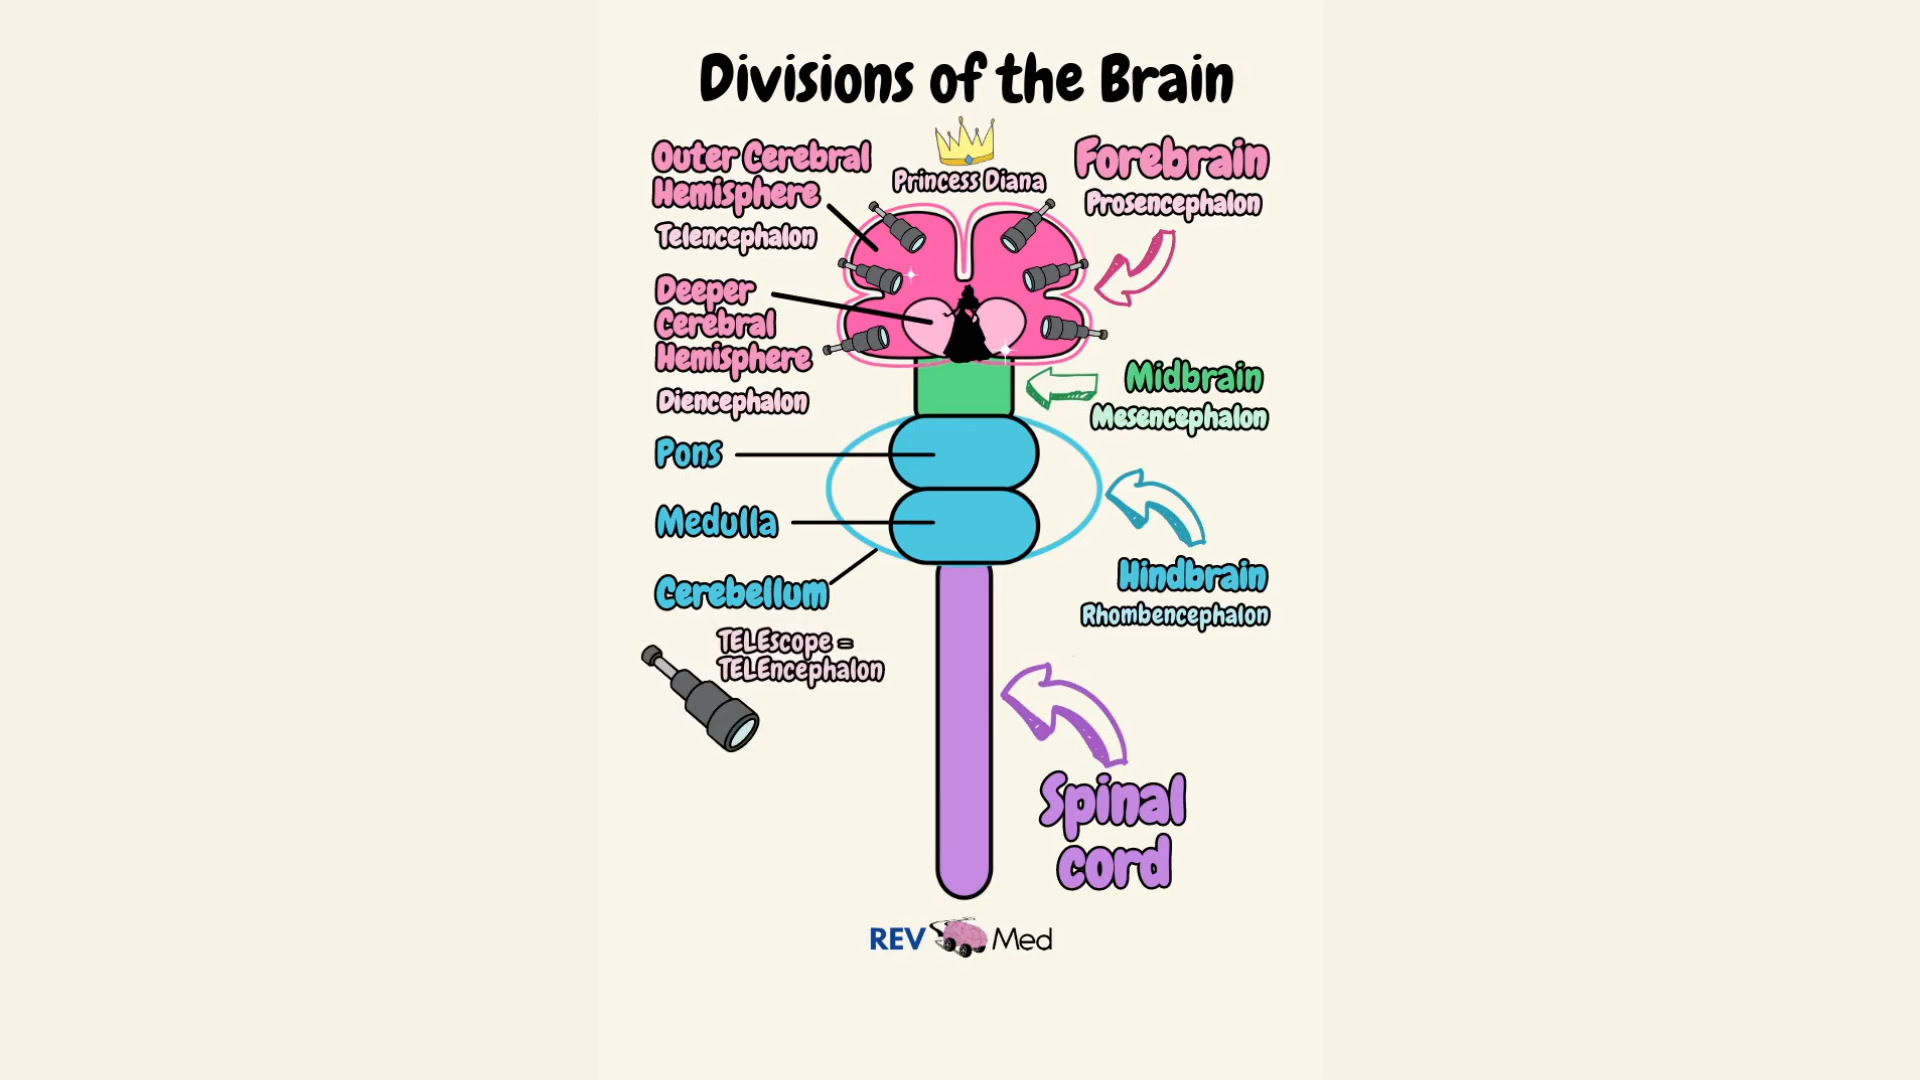 Divisions of the Brain
Outer Cerebral
Hemisphere
Telencephalon
Princess Diana
Forebrain
Prosencephalon
Deeper
Cerebral
Hemisphere
Diencephalon
Midbrain
Mesencephalon
Pons
Medulla
Cerebellum
Hindbrain
Rhombencephalon
TELEscope =
TELEncephalon
Spinal
cord
REV Med